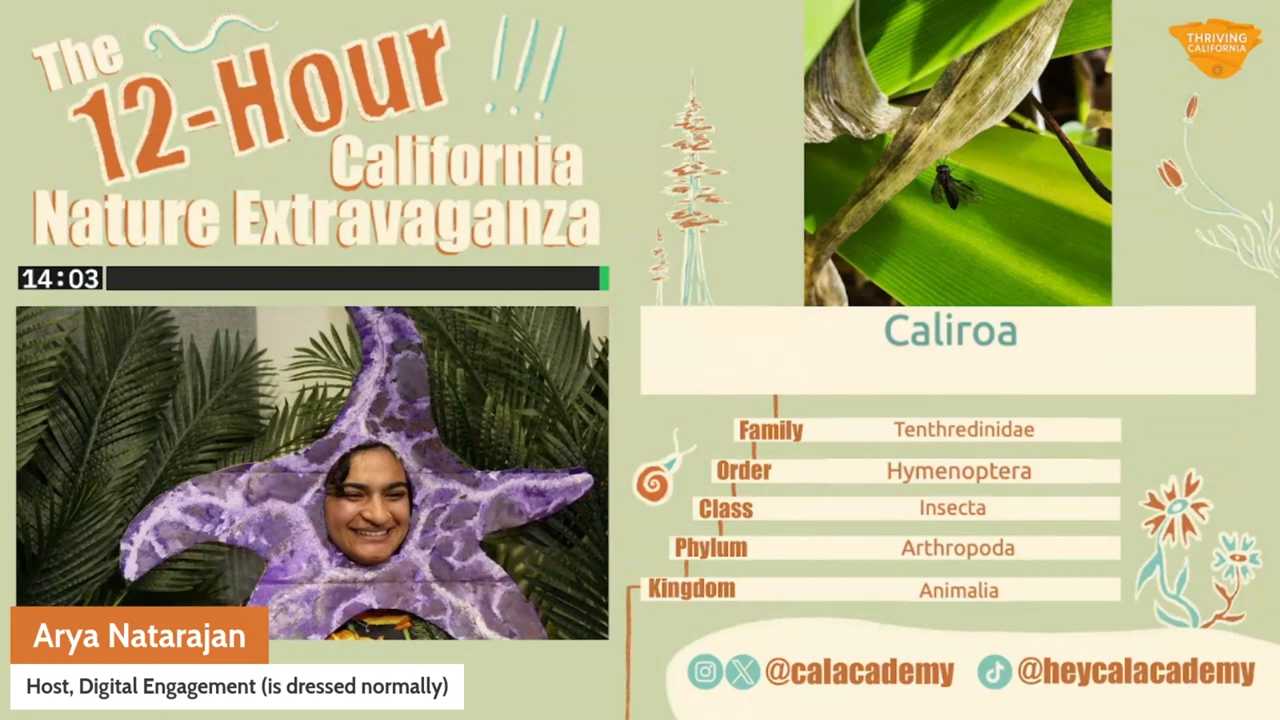 The
12-Hour
!!!
California
Nature Extravaganza
THRIVING
CALIFORNIA
14:03
Caliroa
Family Tenthredinidae
Order Hymenoptera
Class Insecta
Phylum Arthropoda
Kingdom Animalia
Arya Natarajan
Host, Digital Engagement (is dressed normally)
@calacademy @heycalacademy